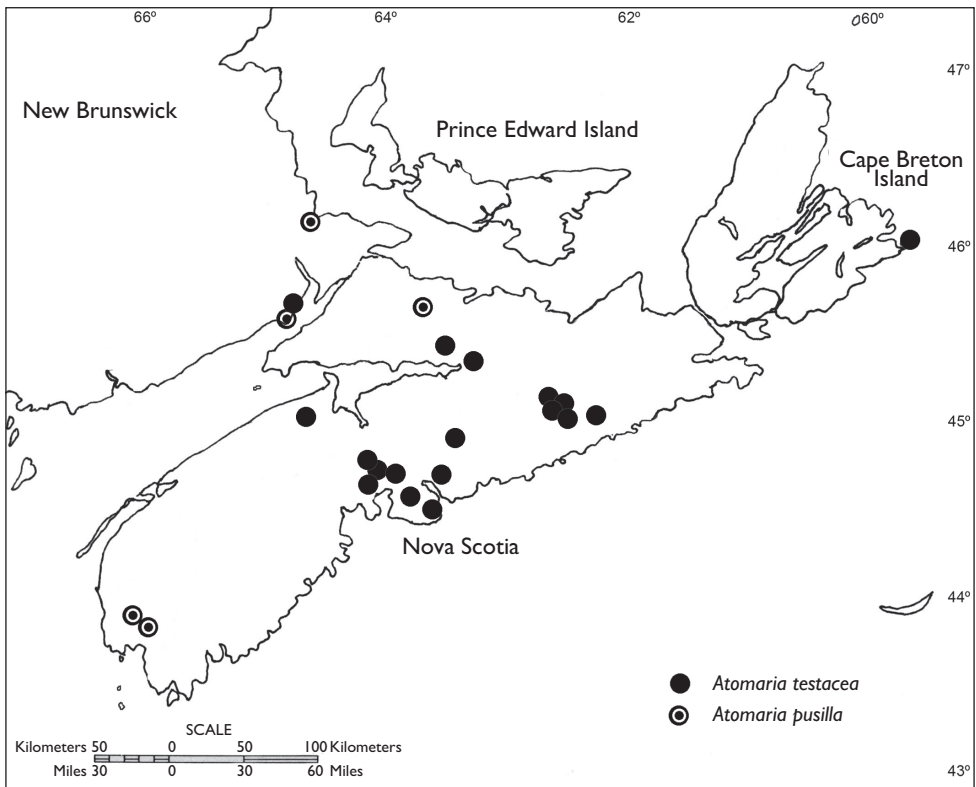 66º 64º 62º 60º
47º
New Brunswick
Prince Edward Island
Cape Breton
Island
46º
45º
Nova Scotia
44º
Atomaria testacea
Atomaria pusilla
SCALE
Kilometers 50 0 50 100 Kilometers
Miles 30 0 30 60 Miles
43º